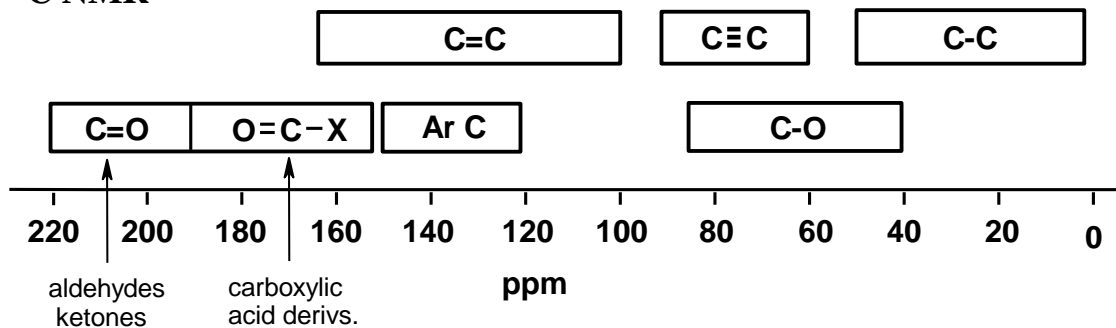 C=C C≡C C-C
C=O O=C-X Ar C C-O
220 200 180 160 140 120 100 80 60 40 20 0
ppm
aldehydes
ketones
carboxylic
acid derivs.